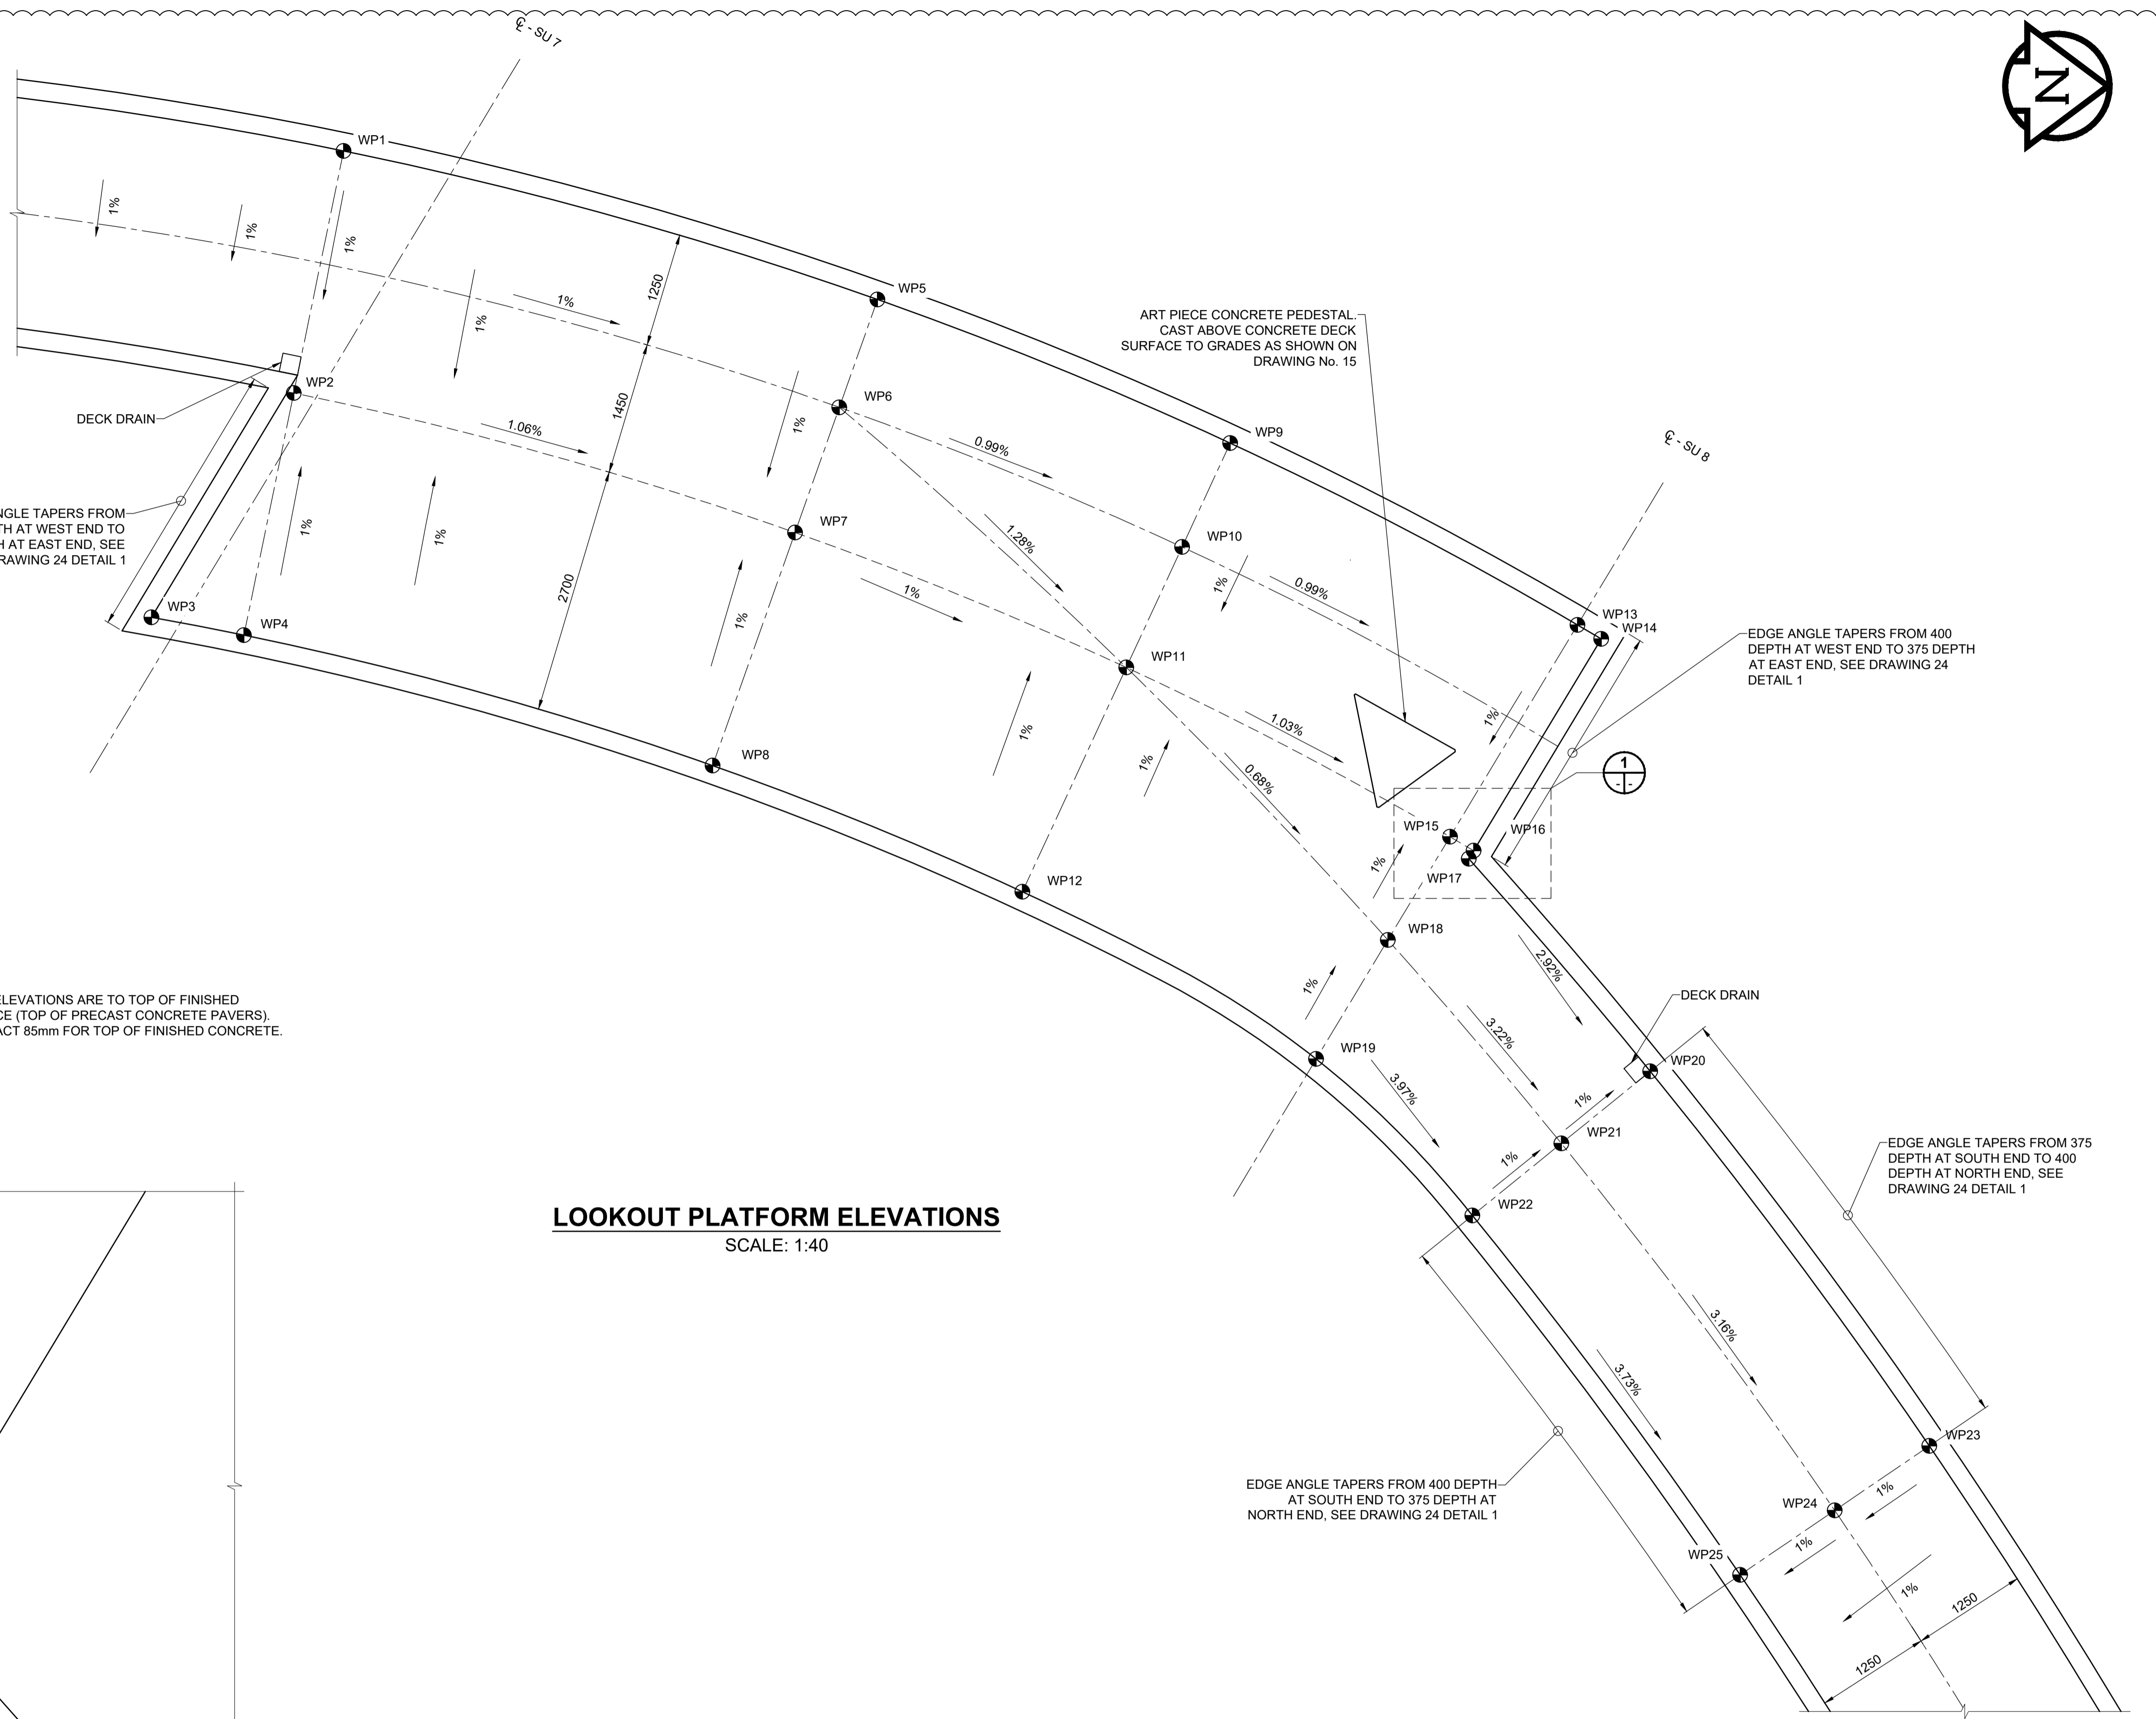 ℄ - SU 7
N
WP1
1%
1%
1%
1%
1%
1250
WP5
ART PIECE CONCRETE PEDESTAL.
CAST ABOVE CONCRETE DECK
SURFACE TO GRADES AS SHOWN ON
DRAWING No. 15
WP2
DECK DRAIN
1.06%
1450
1%
WP6
0.99%
WP9
℄ - SU 8
NGLE TAPERS FROM
TH AT WEST END TO
H AT EAST END, SEE
RAWING 24 DETAIL 1
1%
1%
WP7
1.28%
WP10
1%
0.99%
2700
1%
WP3
WP4
1%
WP11
WP13
WP14
EDGE ANGLE TAPERS FROM 400
DEPTH AT WEST END TO 375 DEPTH
AT EAST END, SEE DRAWING 24
DETAIL 1
1%
1%
1.03%
1%
WP8
0.68%
1
- -
WP15
WP16
1%
WP17
WP12
WP18
2.92%
1%
ELEVATIONS ARE TO TOP OF FINISHED
CE (TOP OF PRECAST CONCRETE PAVERS).
ACT 85mm FOR TOP OF FINISHED CONCRETE.
DECK DRAIN
3.22%
WP19
WP20
3.97%
1%
WP21
1%
WP22
EDGE ANGLE TAPERS FROM 375
DEPTH AT SOUTH END TO 400
DEPTH AT NORTH END, SEE
DRAWING 24 DETAIL 1
LOOKOUT PLATFORM ELEVATIONS
SCALE: 1:40
3.16%
3.73%
WP23
EDGE ANGLE TAPERS FROM 400 DEPTH
AT SOUTH END TO 375 DEPTH AT
NORTH END, SEE DRAWING 24 DETAIL 1
WP24
1%
1%
WP25
1%
1250
1250